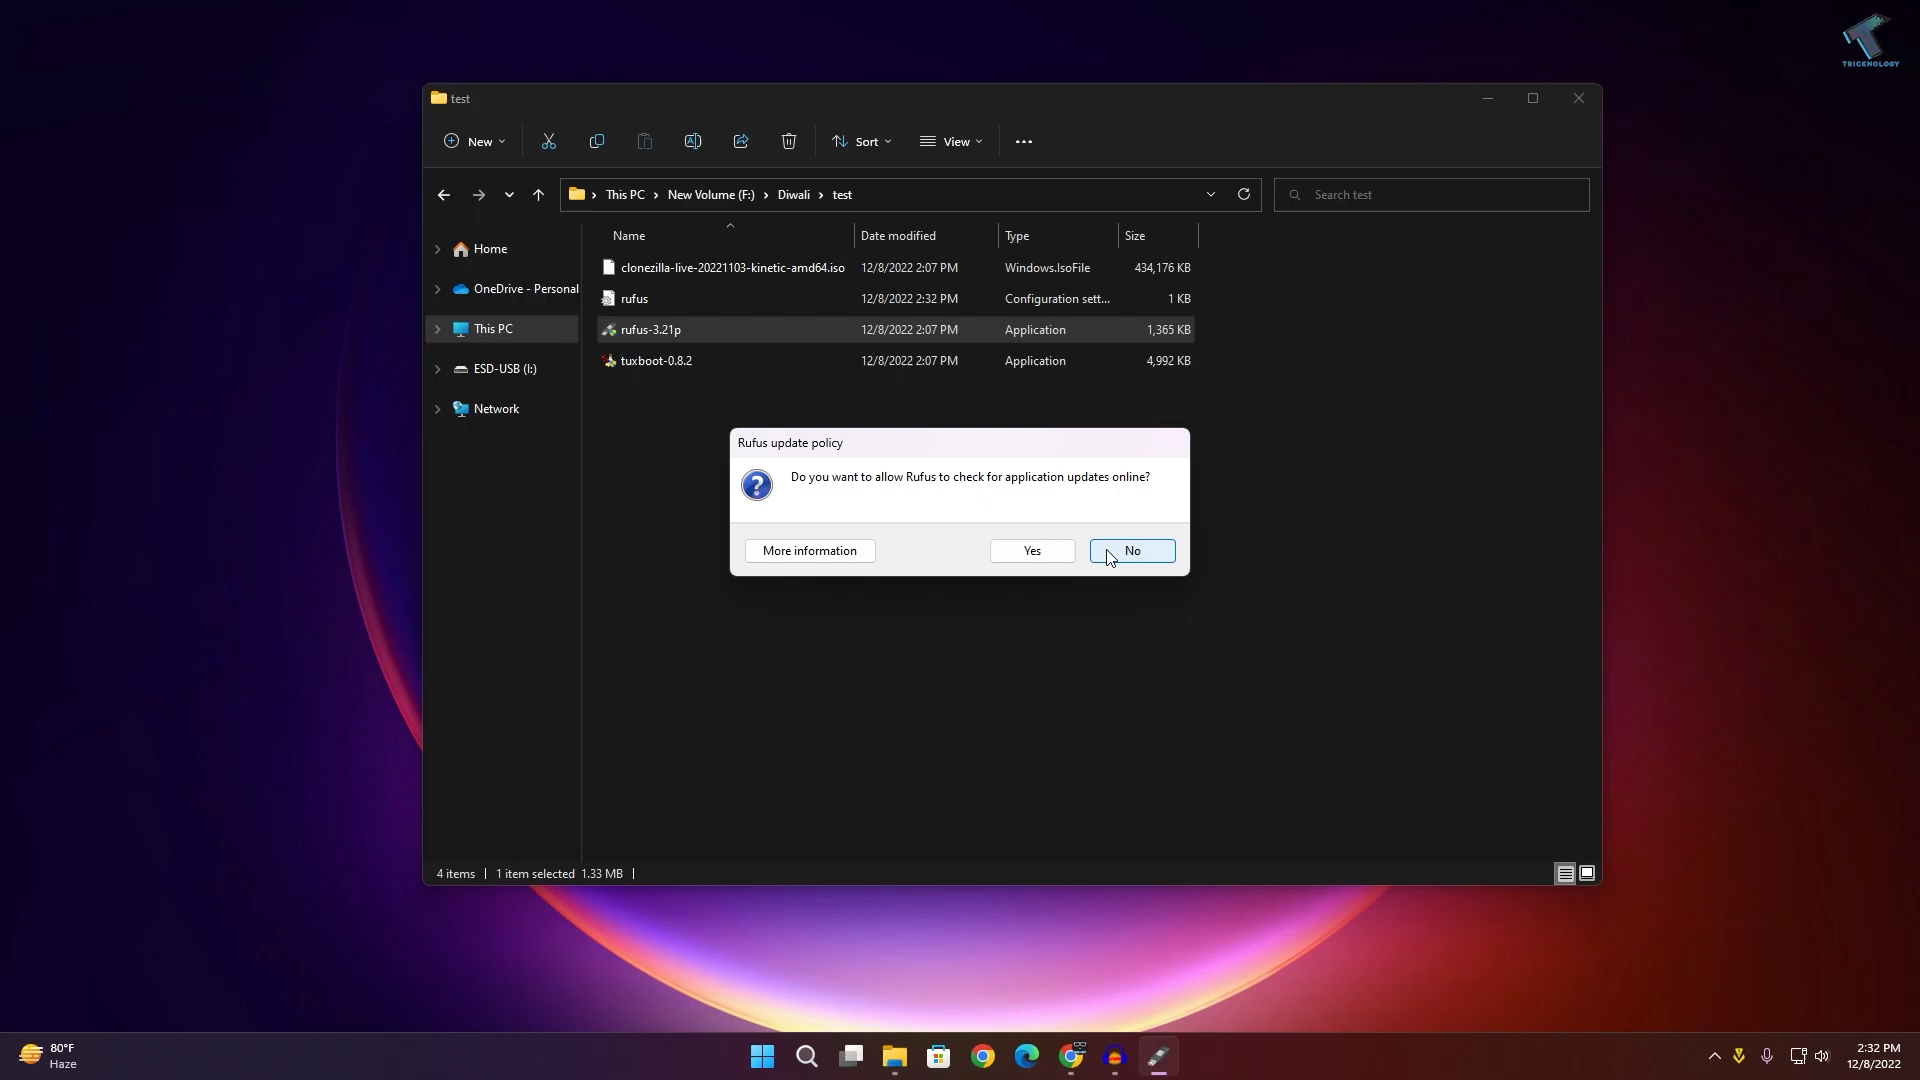 TRICKNOLOGY
test
New
Sort
View
This PC
New Volume (F:)
Diwali
test
Search test
Name
Date modified
Type
Size
Home
OneDrive - Personal
This PC
ESD-USB (I:)
Network
clonezilla-live-20221103-kinetic-amd64.iso 12/8/2022 2:07 PM Windows.IsoFile 434,176 KB
rufus 12/8/2022 2:32 PM Configuration sett... 1 KB
rufus-3.21p 12/8/2022 2:07 PM Application 1,365 KB
tuxboot-0.8.2 12/8/2022 2:07 PM Application 4,992 KB
Rufus update policy
Do you want to allow Rufus to check for application updates online?
More information
Yes
No
4 items
1 item selected 1.33 MB
80°F
Haze
2:32 PM
12/8/2022